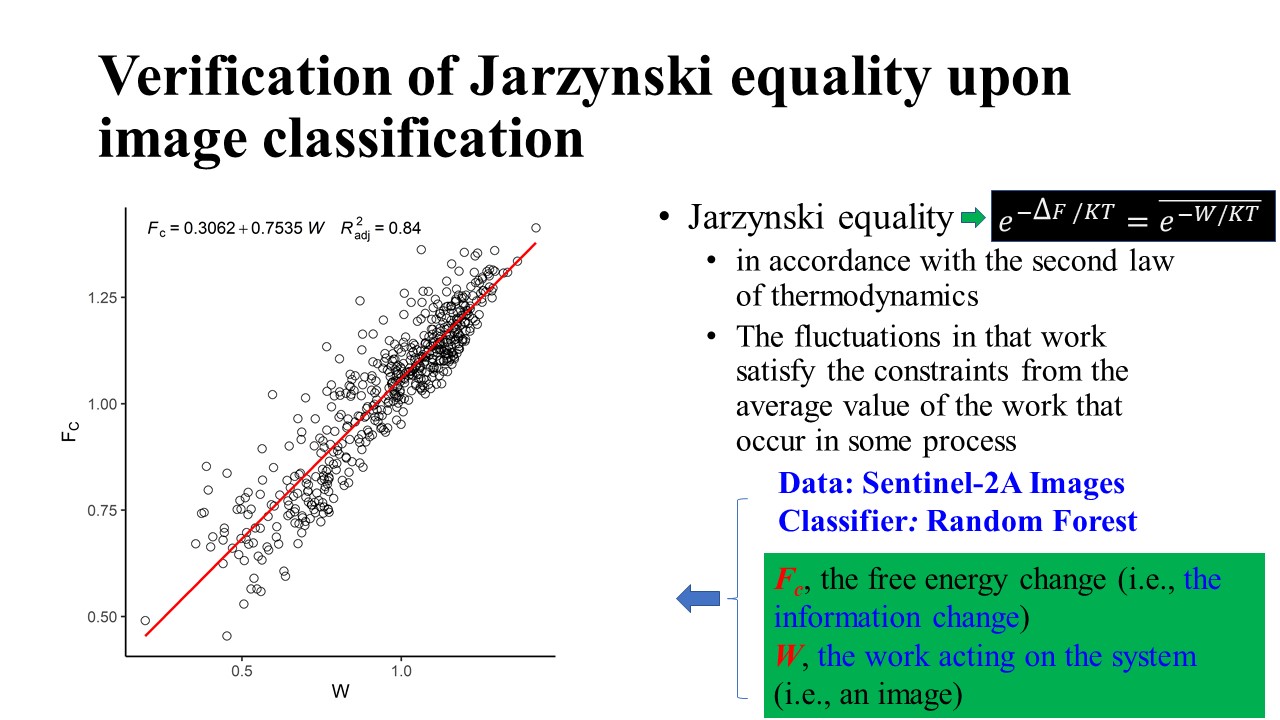 Verification of Jarzynski equality upon
image classification
F_c = 0.3062 + 0.7535 W   R²_adj = 0.84
1.25
1.00
0.75
0.50
F_C
0.5 1.0
W
• Jarzynski equality
e^{−ΔF/KT} = \overline{e^{−W/KT}}
• in accordance with the second law
of thermodynamics
• The fluctuations in that work
satisfy the constraints from the
average value of the work that
occur in some process
Data: Sentinel-2A Images
Classifier: Random Forest
F_c, the free energy change (i.e., the
information change)
W, the work acting on the system
(i.e., an image)